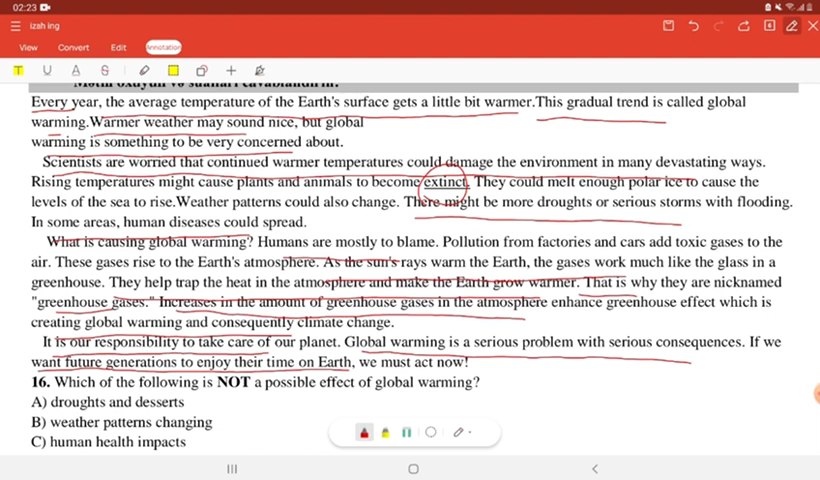 02:23
izah ing
View Convert Edit Annotation
Mətni oxuyun və sualları cavablandırın.
Every year, the average temperature of the Earth's surface gets a little bit warmer.This gradual trend is called global
warming.Warmer weather may sound nice, but global
warming is something to be very concerned about.
Scientists are worried that continued warmer temperatures could damage the environment in many devastating ways.
Rising temperatures might cause plants and animals to become extinct. They could melt enough polar ice to cause the
levels of the sea to rise.Weather patterns could also change. There might be more droughts or serious storms with flooding.
In some areas, human diseases could spread.
What is causing global warming? Humans are mostly to blame. Pollution from factories and cars add toxic gases to the
air. These gases rise to the Earth's atmosphere. As the sun's rays warm the Earth, the gases work much like the glass in a
greenhouse. They help trap the heat in the atmosphere and make the Earth grow warmer. That is why they are nicknamed
"greenhouse gases." Increases in the amount of greenhouse gases in the atmosphere enhance greenhouse effect which is
creating global warming and consequently climate change.
It is our responsibility to take care of our planet. Global warming is a serious problem with serious consequences. If we
want future generations to enjoy their time on Earth, we must act now!
16. Which of the following is NOT a possible effect of global warming?
A) droughts and desserts
B) weather patterns changing
C) human health impacts